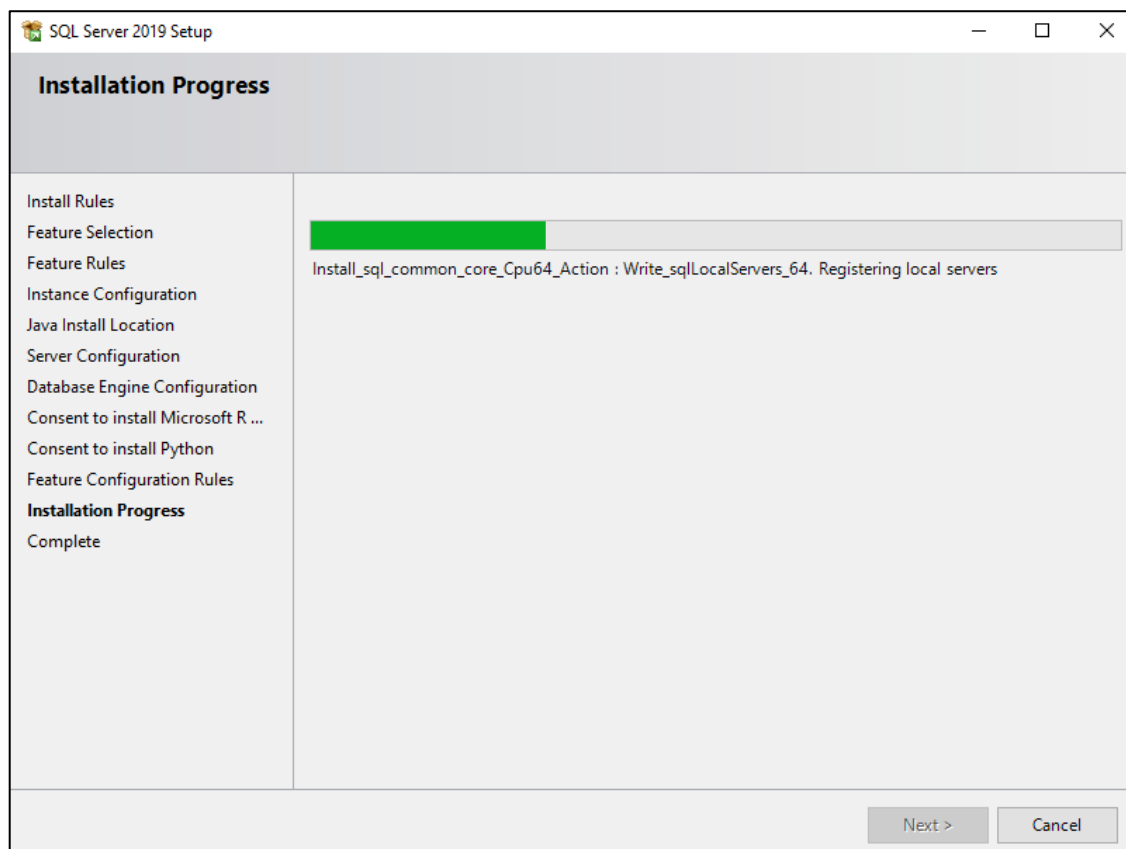 SQL Server 2019 Setup
Installation Progress
Install Rules
Feature Selection
Feature Rules
Instance Configuration
Java Install Location
Server Configuration
Database Engine Configuration
Consent to install Microsoft R ...
Consent to install Python
Feature Configuration Rules
Installation Progress
Complete
Install_sql_common_core_Cpu64_Action : Write_sqlLocalServers_64. Registering local servers
Next >
Cancel